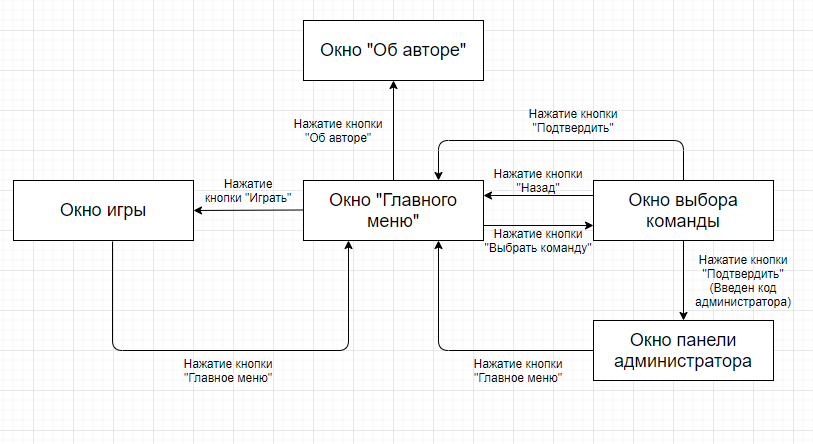 Окно "Об авторе"
Нажатие кнопки
"Об авторе"
Нажатие кнопки
"Подтвердить"
Нажатие
кнопки "Играть"
Нажатие кнопки
"Назад"
Окно игры
Окно "Главного
меню"
Окно выбора
команды
Нажатие кнопки
"Выбрать команду"
Нажатие кнопки
"Подтвердить"
(Введен код
администратора)
Окно панели
администратора
Нажатие кнопки
"Главное меню"
Нажатие кнопки
"Главное меню"